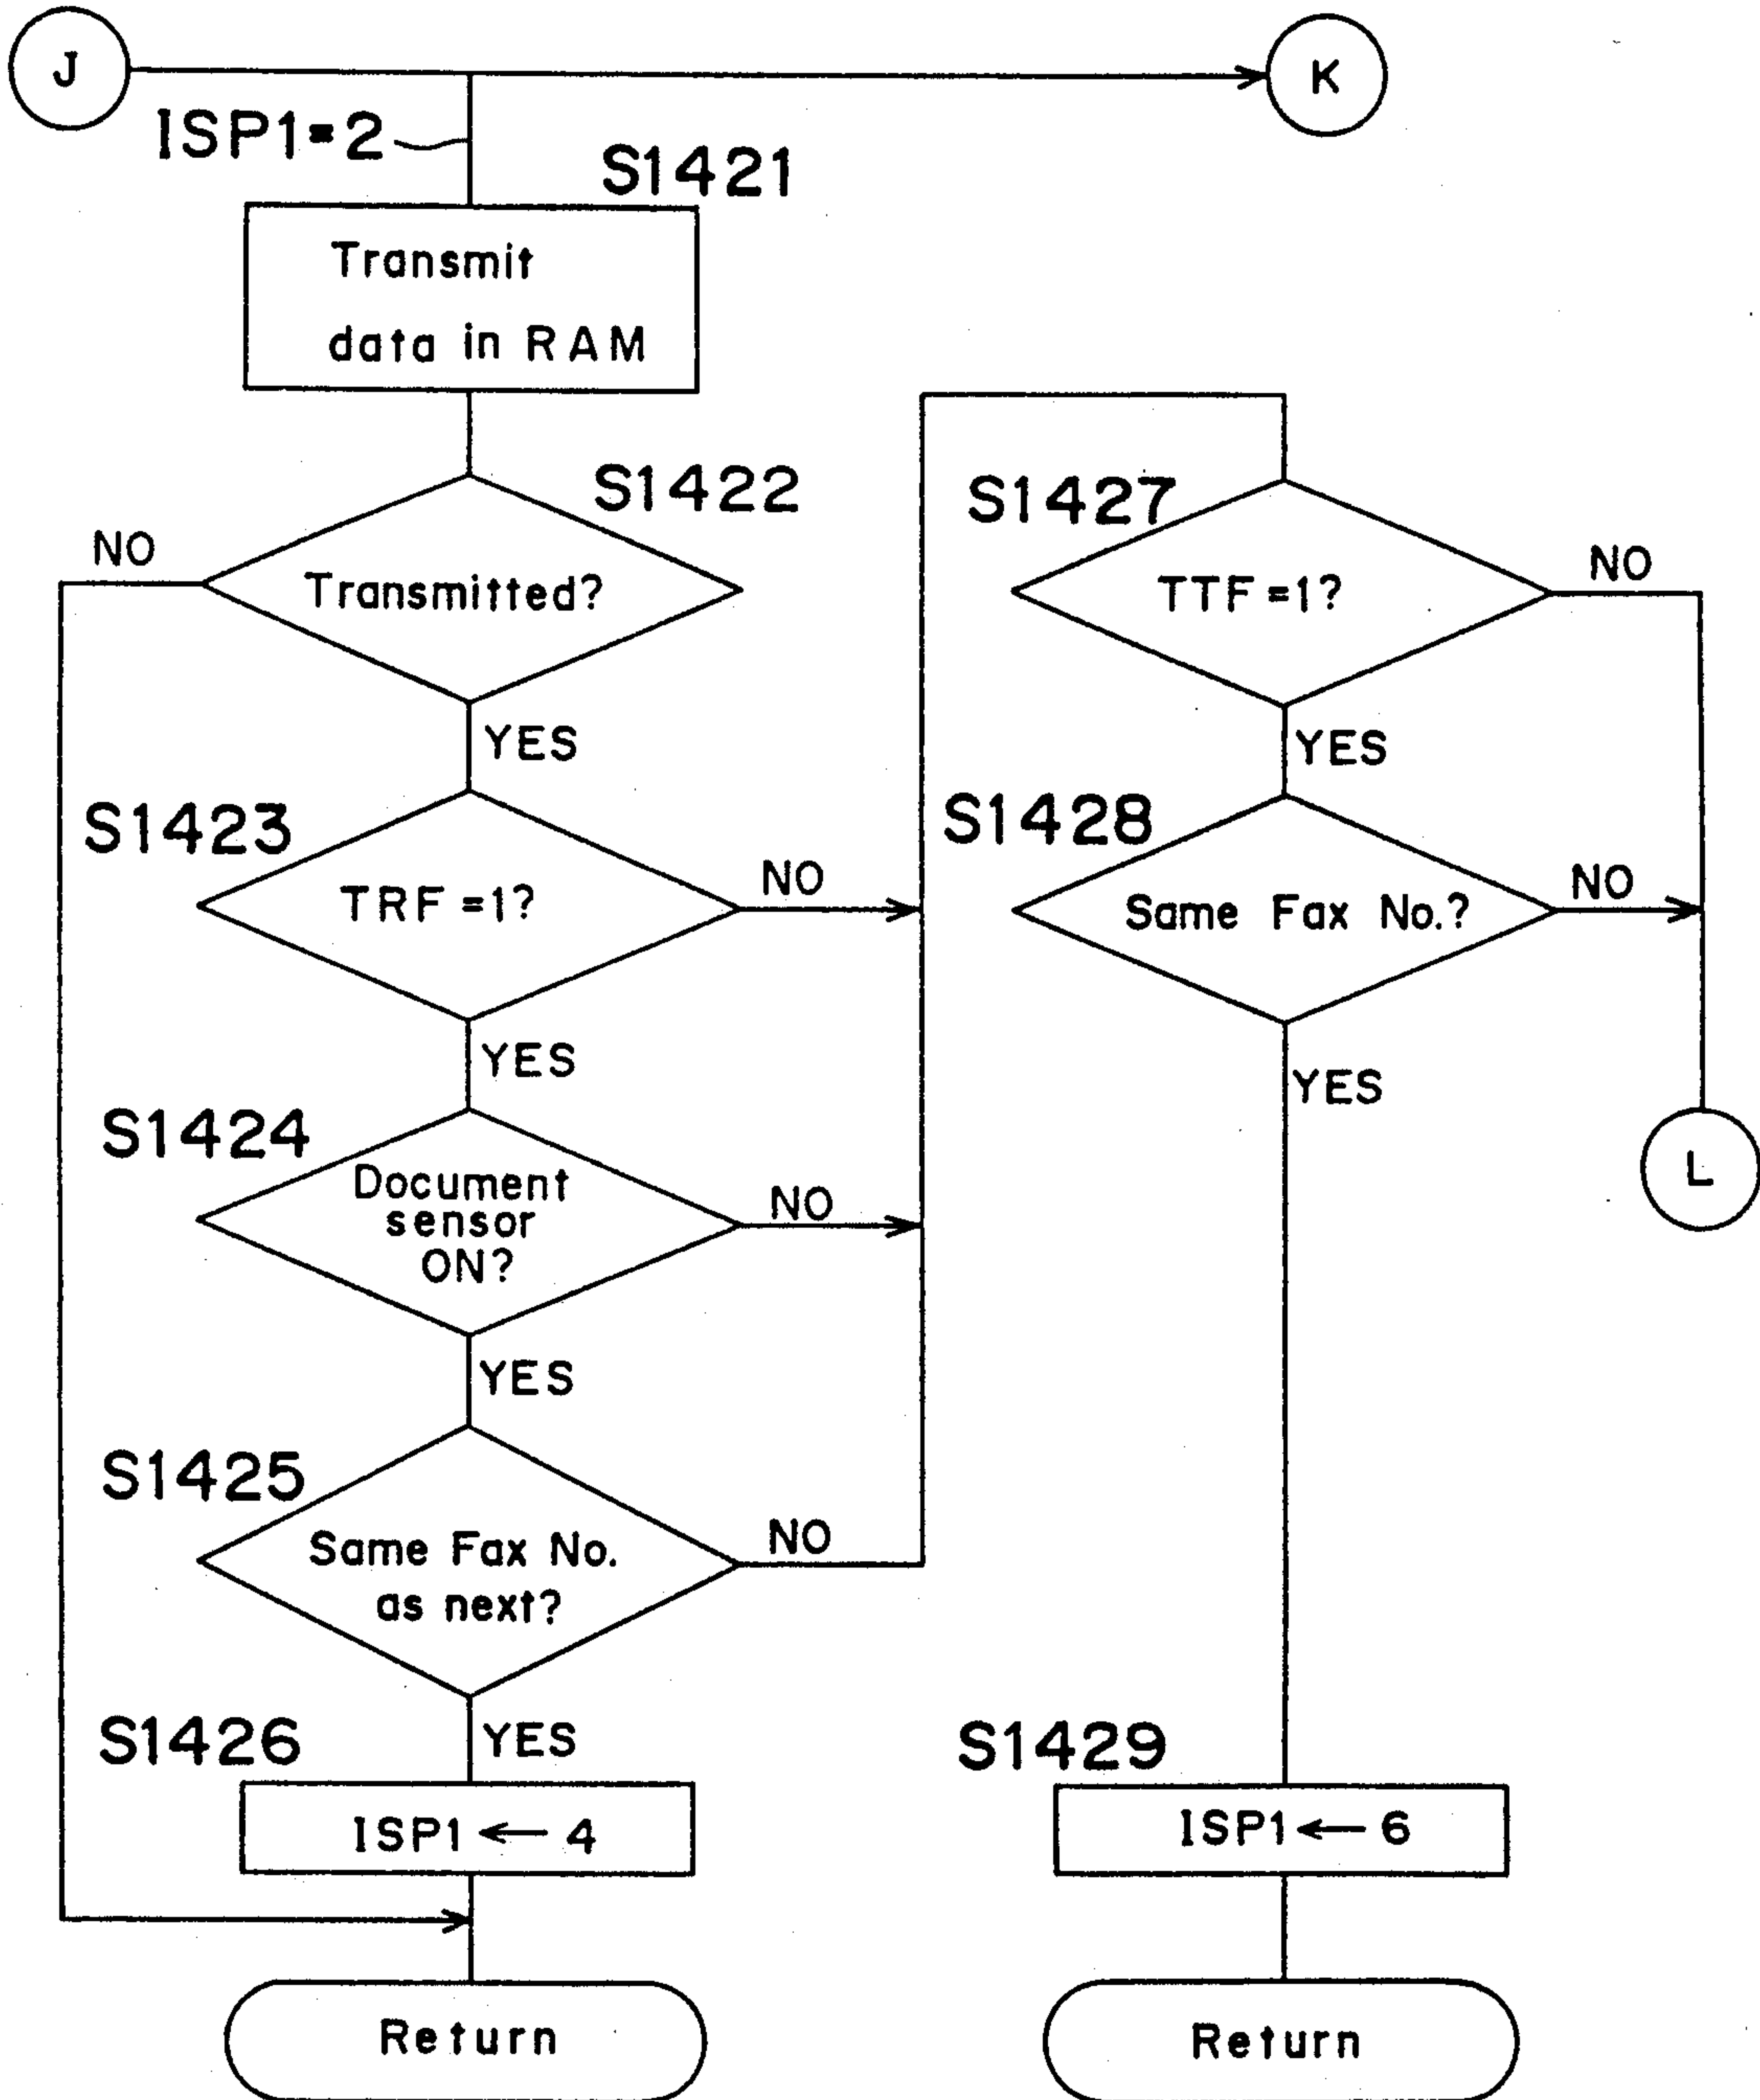 J
K
ISP1=2
S1421
Transmit
data in RAM
S1422
NO
Transmitted?
YES
S1423
TRF=1?
NO
YES
S1424
Document
sensor
ON?
NO
YES
S1425
Same Fax No.
as next?
NO
YES
S1426
ISP1 ← 4
Return
S1427
TTF=1?
NO
YES
S1428
Same Fax No.?
NO
YES
L
S1429
ISP1 ← 6
Return